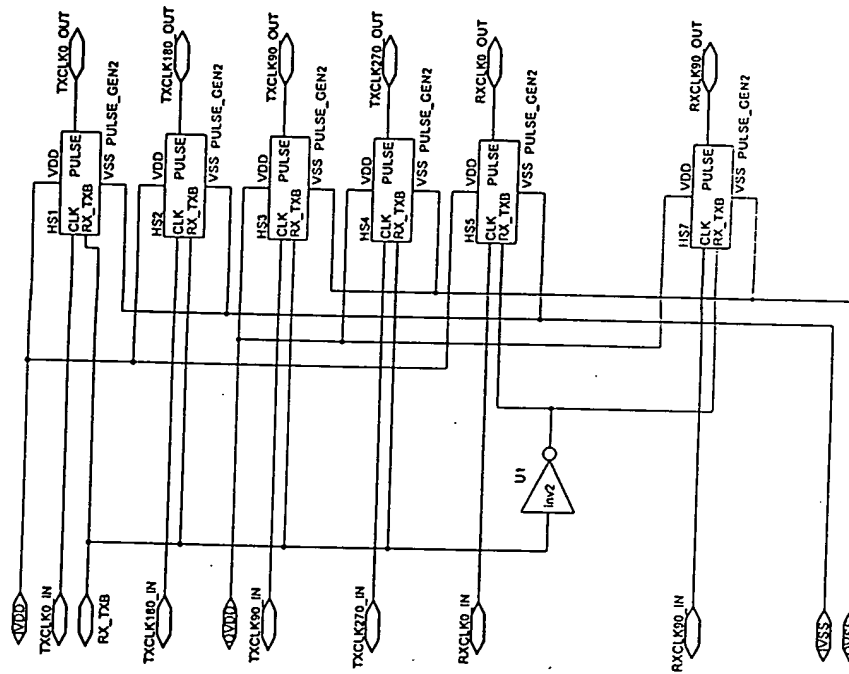 TXCLK0_OUT
TXCLK180_OUT
TXCLK90_OUT
TXCLK270_OUT
RXCLK0_OUT
RXCLK90_OUT
VDD
HS1
CLK
RX_TXB
PULSE
VSS PULSE_GEN2
VDD
HS2
CLK
RX_TXB
PULSE
VSS PULSE_GEN2
VDD
HS3
CLK
RX_TXB
PULSE
VSS PULSE_GEN2
VDD
HS4
CLK
RX_TXB
PULSE
VSS PULSE_GEN2
VDD
HS5
CLK
RX_TXB
PULSE
VSS PULSE_GEN2
VDD
HS7
CLK
RX_TXB
PULSE
VSS PULSE_GEN2
U1
inv2
IVDD
TXCLK0_IN
RX_TXB
TXCLK180_IN
TXCLK90_IN
TXCLK270_IN
RXCLK0_IN
RXCLK90_IN
IVSS